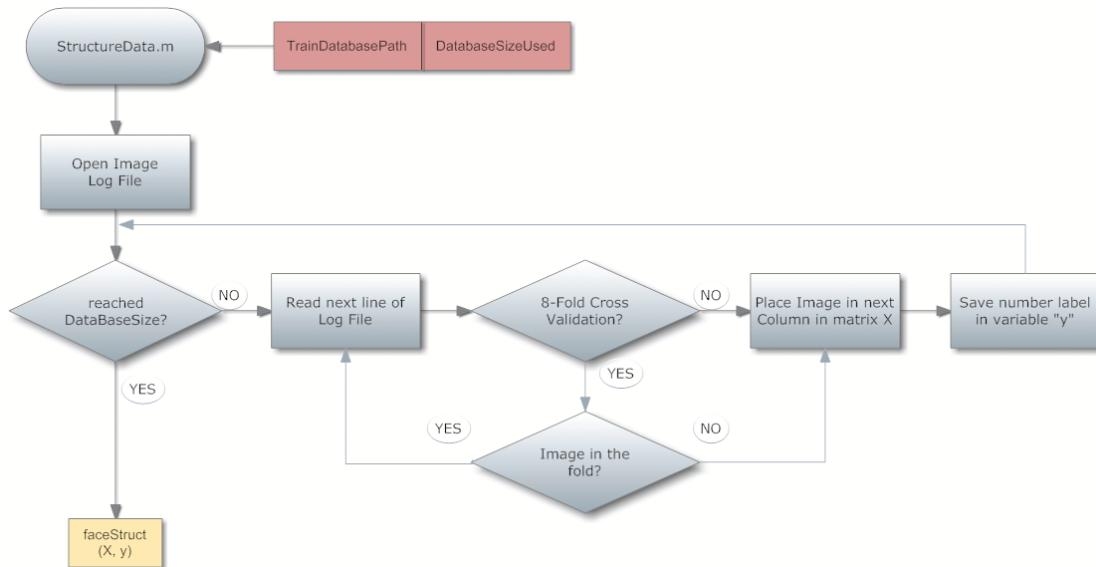 StructureData.m
TrainDatabasePath
DatabaseSizeUsed
Open Image
Log File
reached
DataBaseSize?
NO
Read next line of
Log File
8-Fold Cross
Validation?
NO
Place Image in next
Column in matrix X
Save number label
in variable "y"
YES
YES
YES
Image in the
fold?
NO
faceStruct
(X, y)